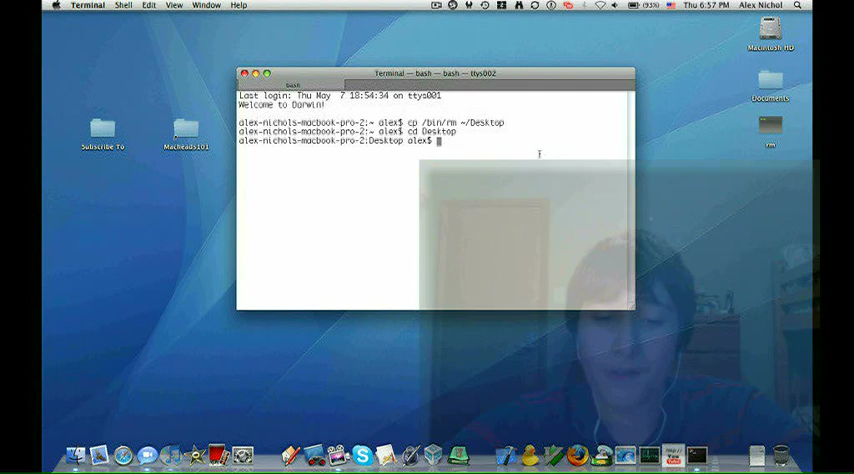 Terminal Shell Edit View Window Help (93%) Thu 6:57 PM Alex Nichol
Macintosh HD
Terminal — bash — bash — ttys002
bash
Last login: Thu May 7 18:54:34 on ttys001
Welcome to Darwin!
alex-nichols-macbook-pro-2:~ alex$ cp /bin/rm ~/Desktop
alex-nichols-macbook-pro-2:~ alex$ cd Desktop
alex-nichols-macbook-pro-2:Desktop alex$
Documents
Subscribe To
Macheads101
rm